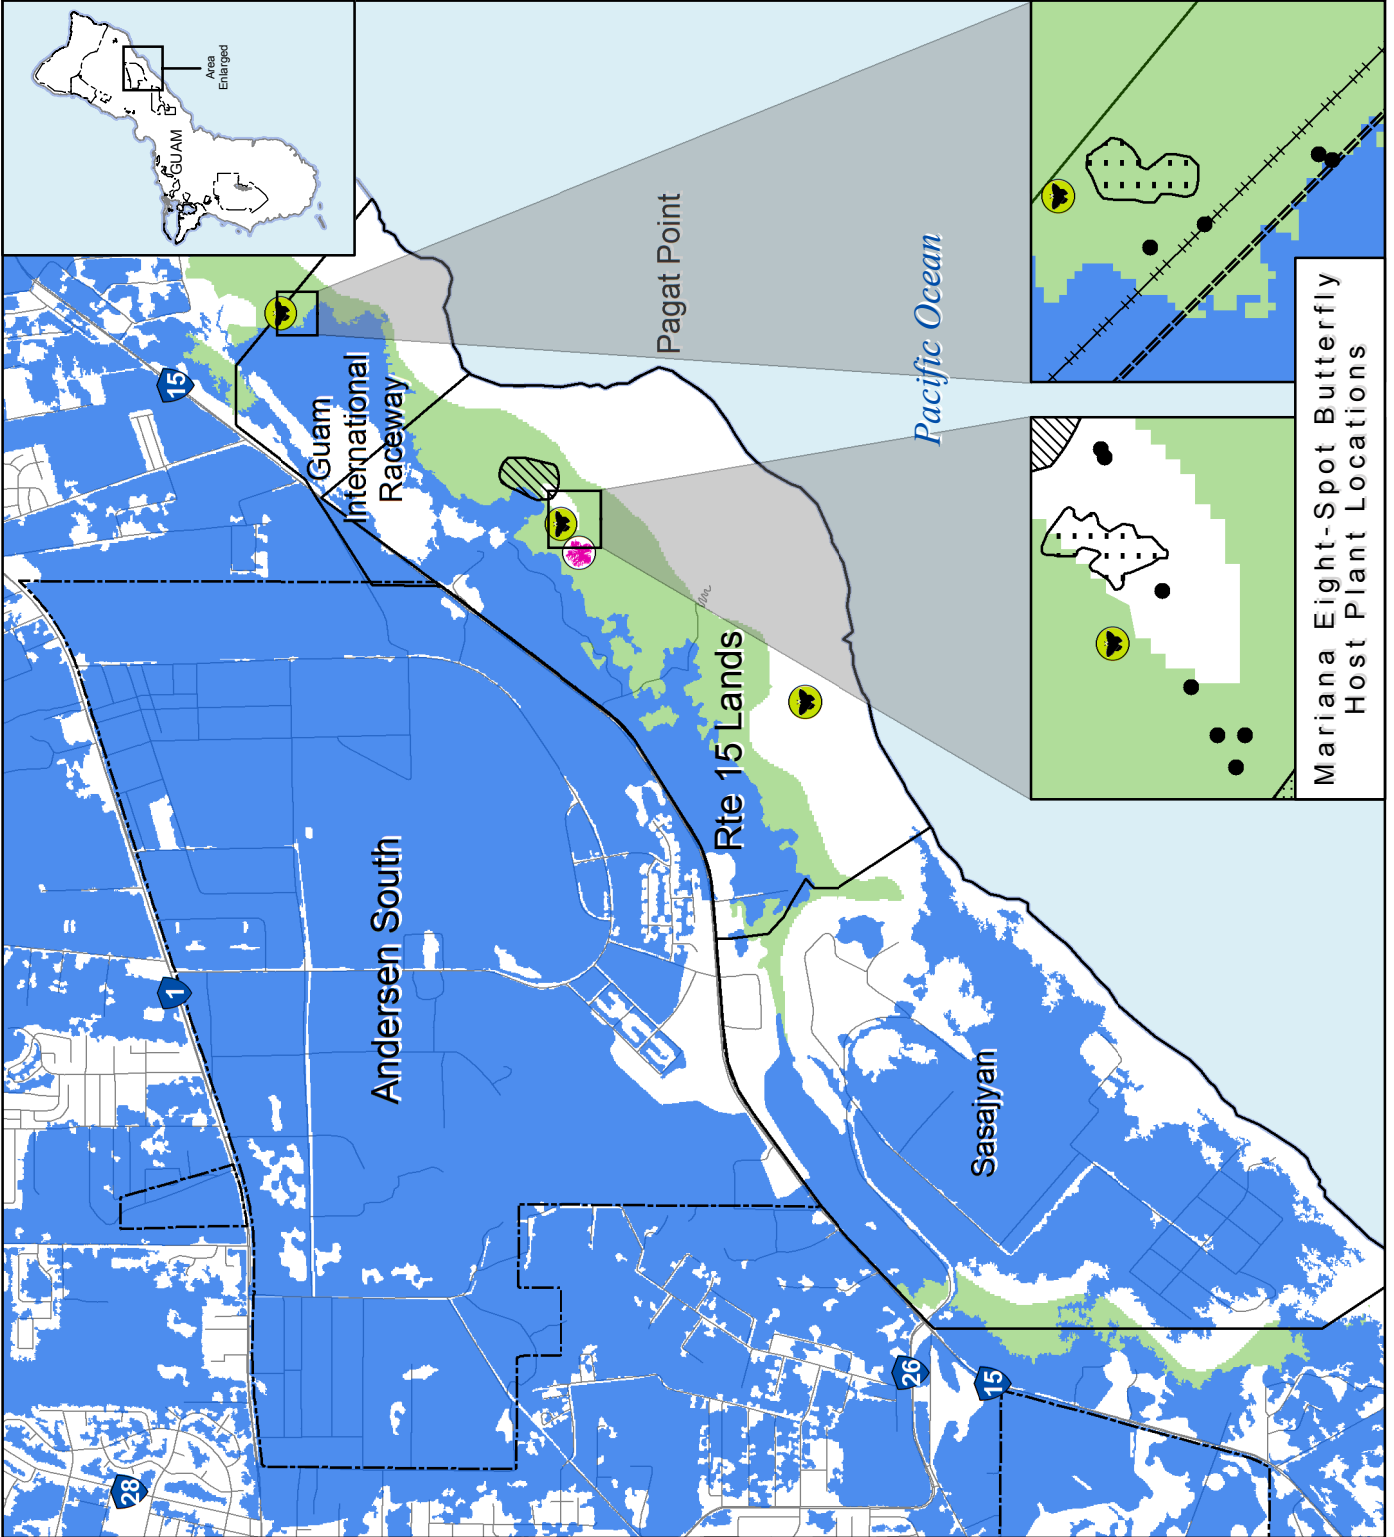 GUAM
Area
Enlarged
15
Guam
International
Raceway
Pagat Point
Pacific Ocean
Rte 15 Lands
Andersen South
1
Sasajyan
26
15
28
Mariana Eight-Spot Butterfly
Host Plant Locations